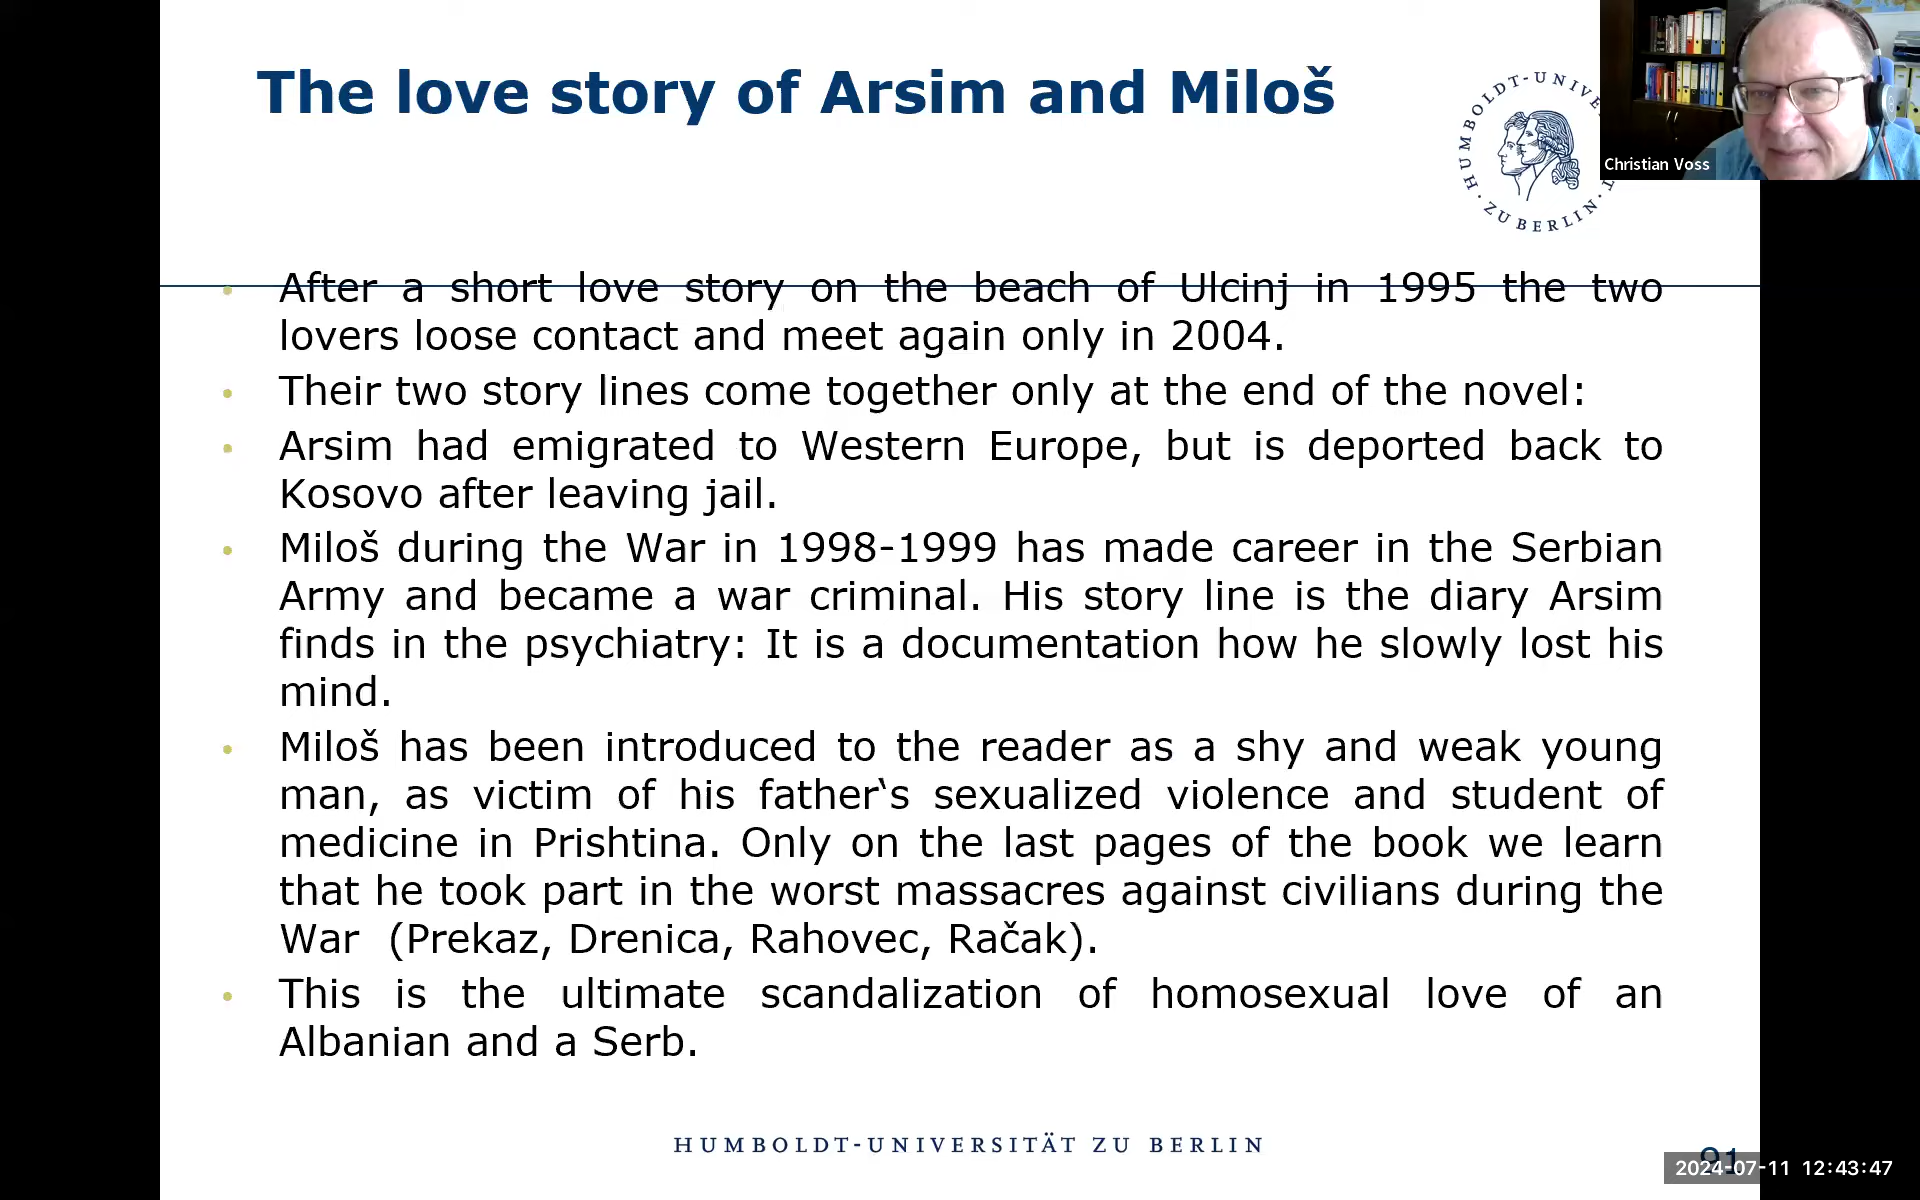 The love story of Arsim and Miloš
HUMBOLDT-UNIVE
ZU BERLIN
Christian Voss
After a short love story on the beach of Ulcinj in 1995 the two
lovers loose contact and meet again only in 2004.
Their two story lines come together only at the end of the novel:
Arsim had emigrated to Western Europe, but is deported back to
Kosovo after leaving jail.
Miloš during the War in 1998-1999 has made career in the Serbian
Army and became a war criminal. His story line is the diary Arsim
finds in the psychiatry: It is a documentation how he slowly lost his
mind.
Miloš has been introduced to the reader as a shy and weak young
man, as victim of his father‘s sexualized violence and student of
medicine in Prishtina. Only on the last pages of the book we learn
that he took part in the worst massacres against civilians during the
War (Prekaz, Drenica, Rahovec, Račak).
This is the ultimate scandalization of homosexual love of an
Albanian and a Serb.
HUMBOLDT-UNIVERSITÄT ZU BERLIN
91
2024-07-11 12:43:47